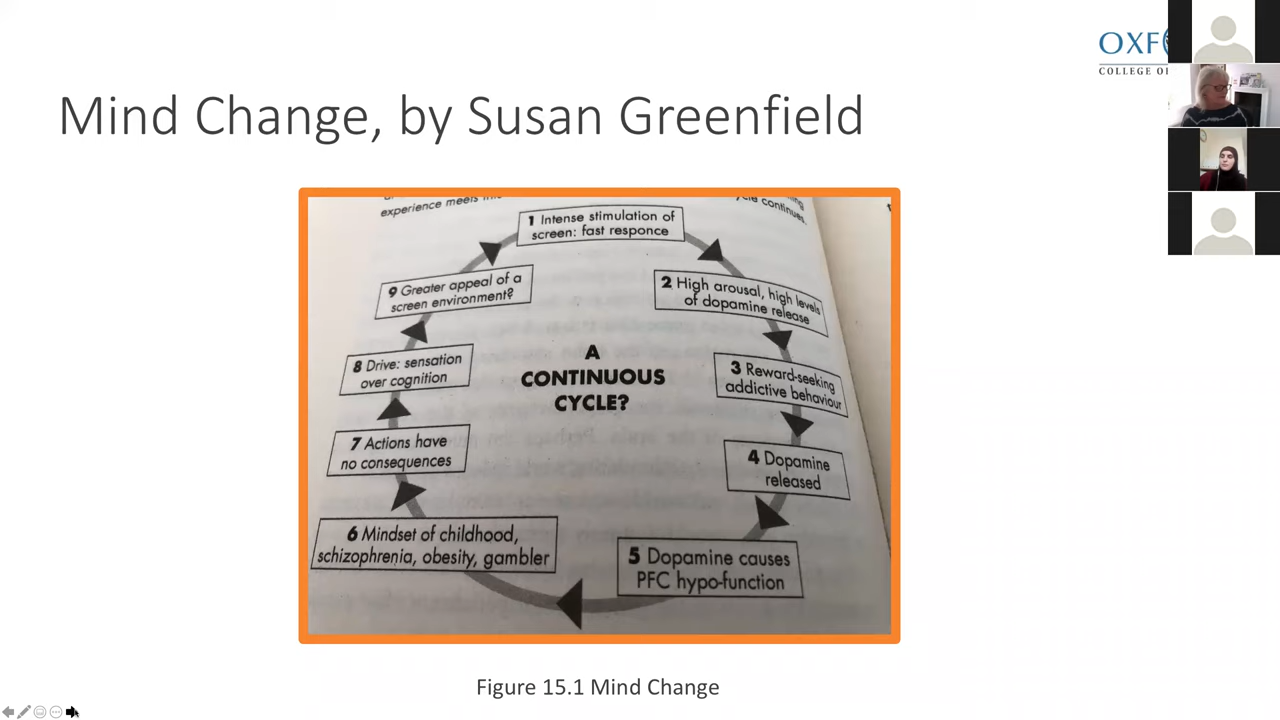 OXF
COLLEGE OF
Mind Change, by Susan Greenfield
experience meets
cycle continues.
1 Intense stimulation of
screen: fast responce
2 High arousal, high levels
of dopamine release
3 Reward-seeking
addictive behaviour
4 Dopamine
released
5 Dopamine causes
PFC hypo-function
6 Mindset of childhood,
schizophrenia, obesity, gambler
7 Actions have
no consequences
8 Drive: sensation
over cognition
9 Greater appeal of a
screen environment?
A
CONTINUOUS
CYCLE?
Figure 15.1 Mind Change